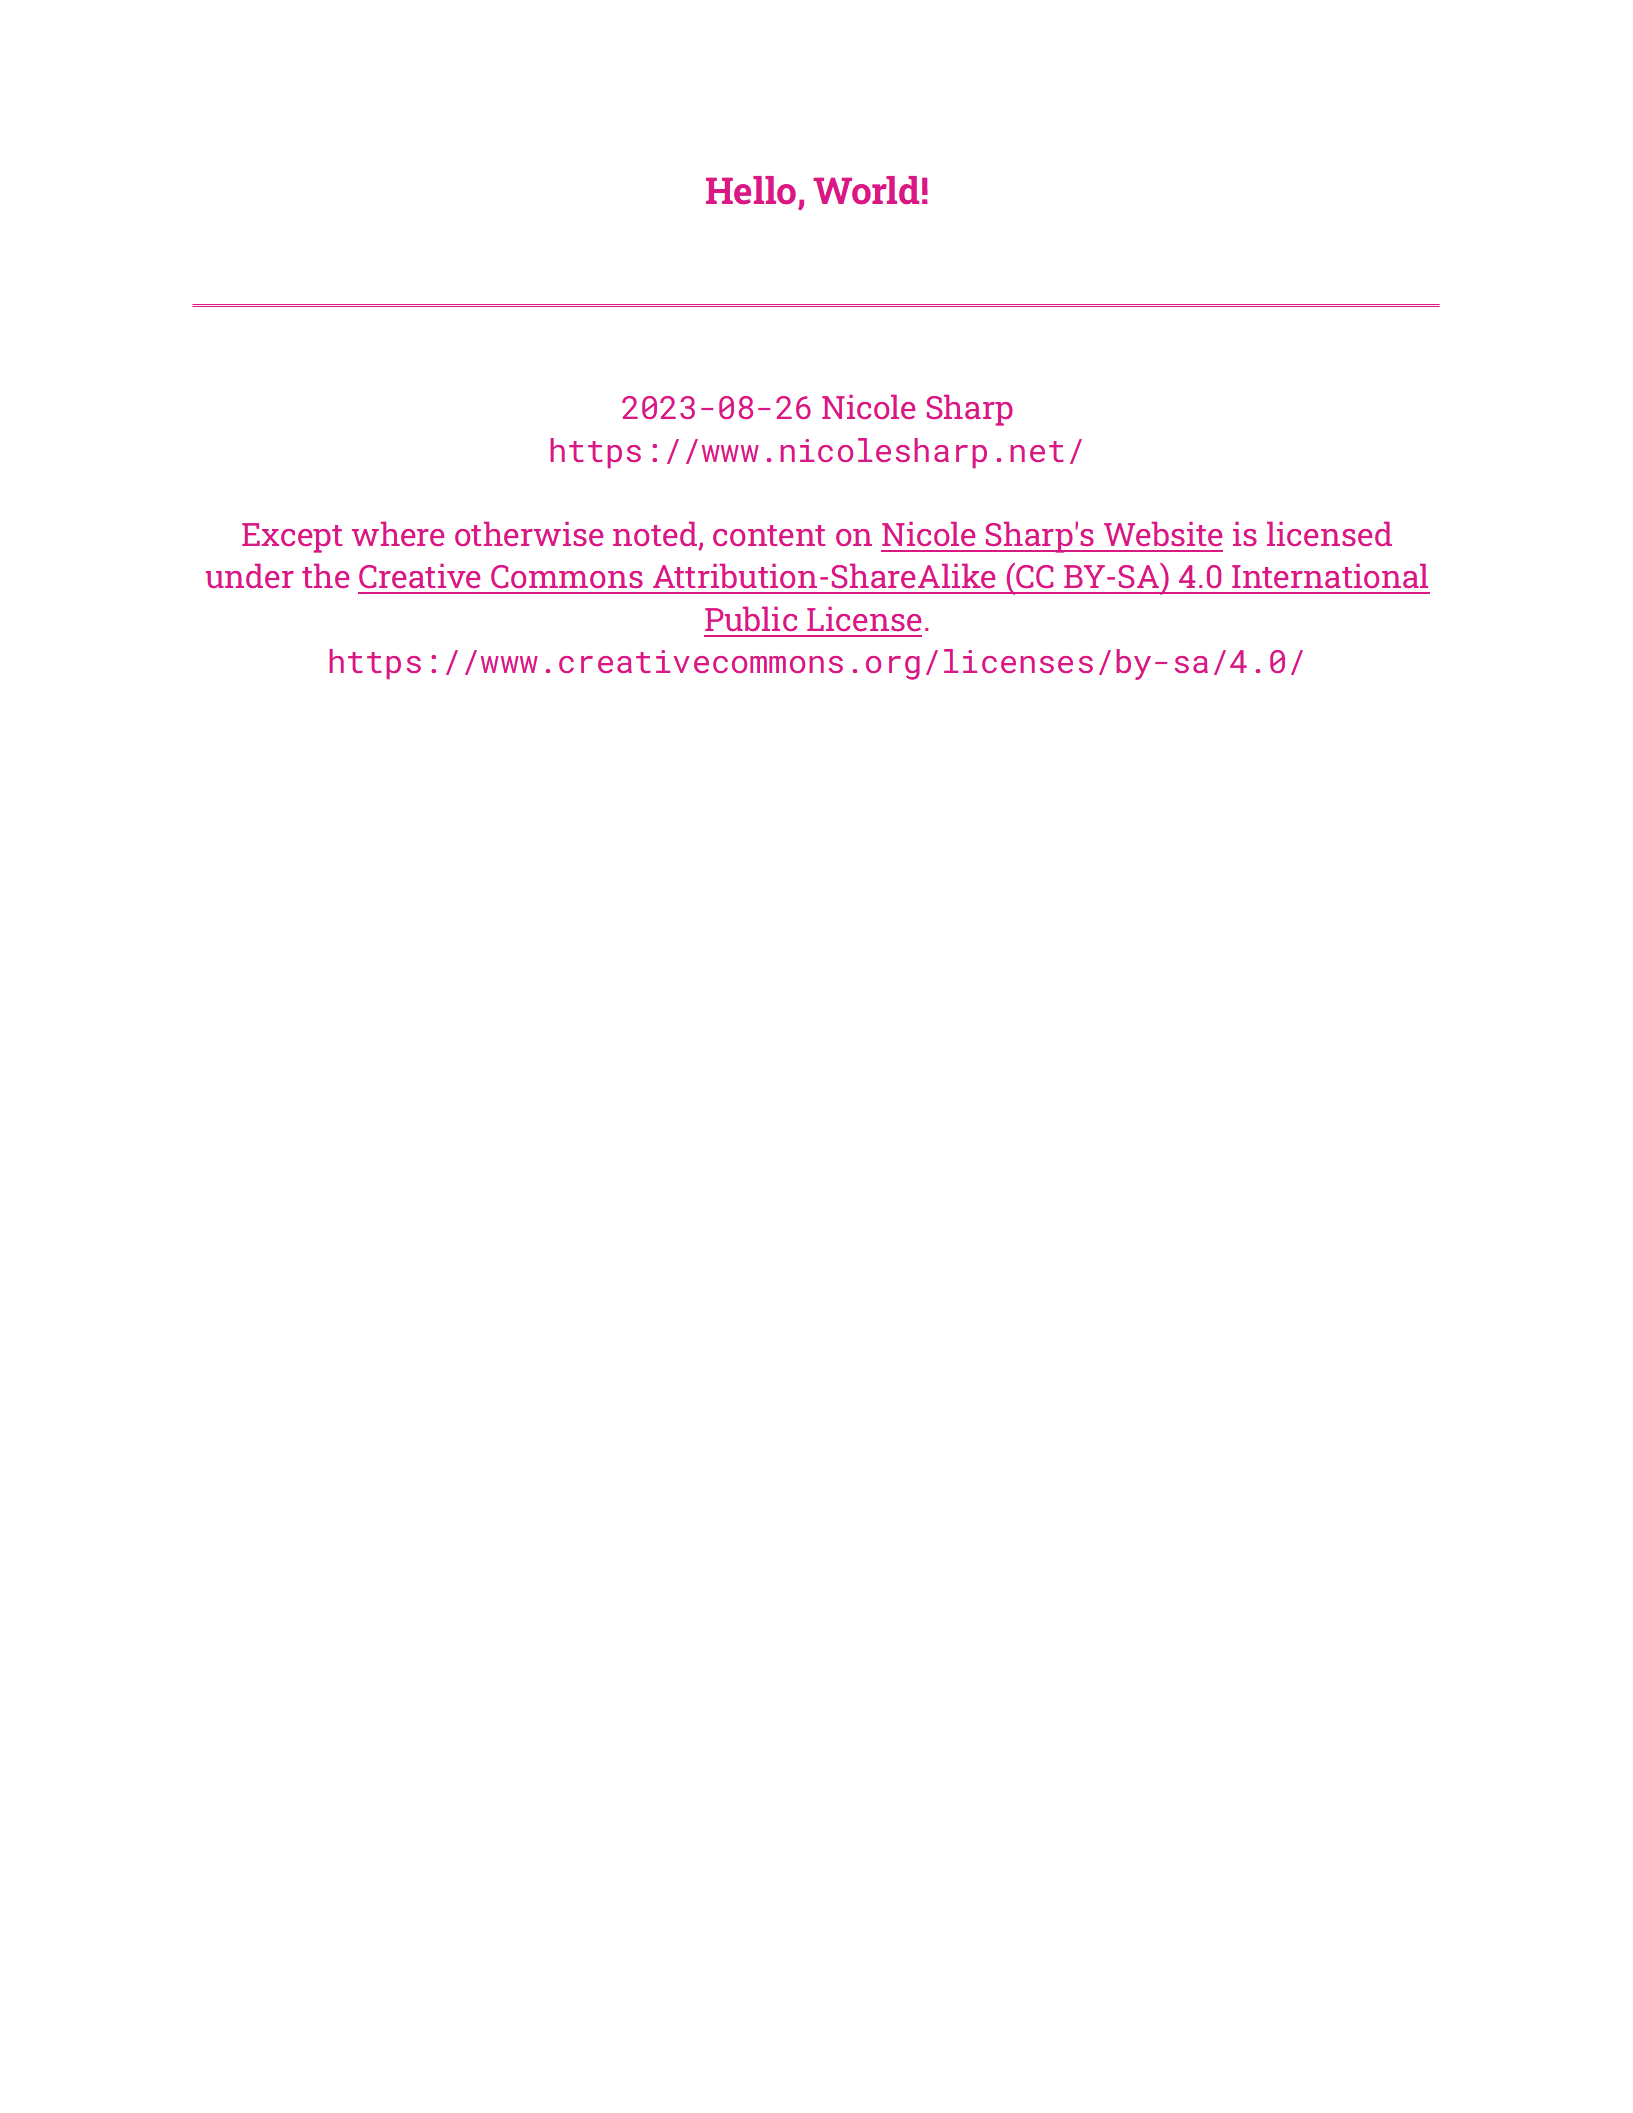 Hello, World!
2023-08-26 Nicole Sharp
https://www.nicolesharp.net/
Except where otherwise noted, content on Nicole Sharp's Website is licensed
under the Creative Commons Attribution-ShareAlike (CC BY-SA) 4.0 International
Public License.
https://www.creativecommons.org/licenses/by-sa/4.0/